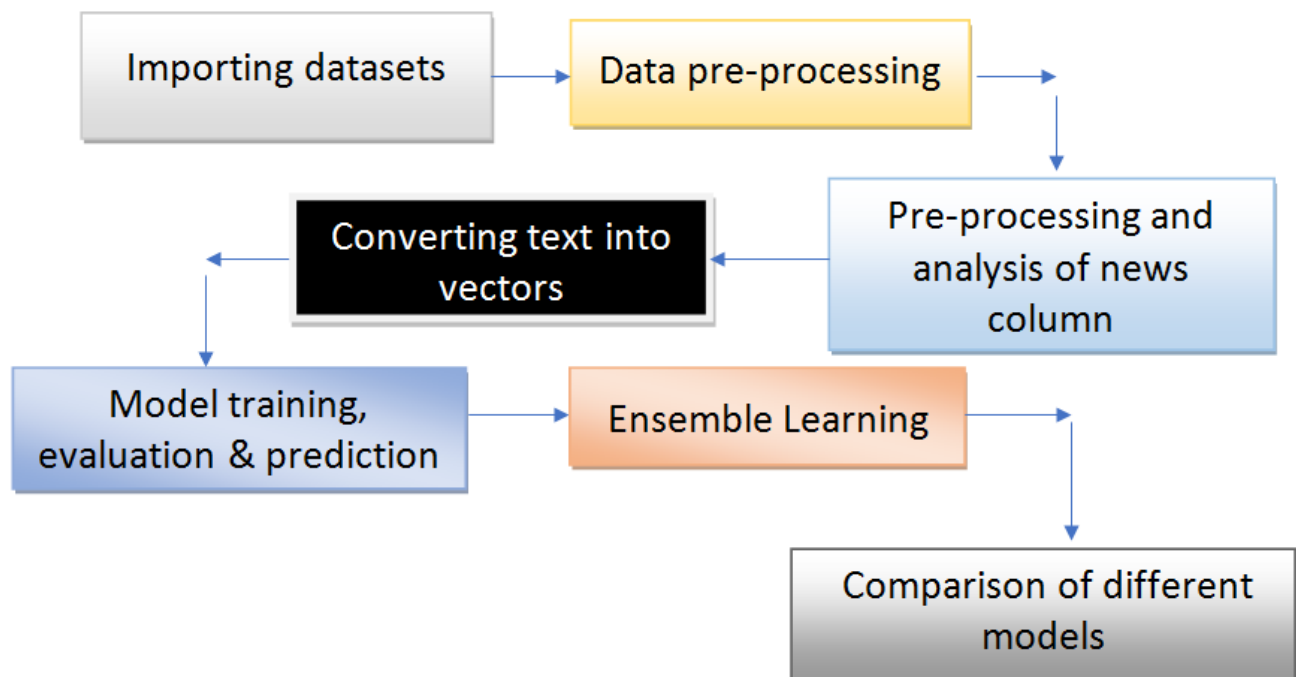 Importing datasets
Data pre-processing
Pre-processing and
analysis of news
column
Converting text into
vectors
Model training,
evaluation & prediction
Ensemble Learning
Comparison of different
models